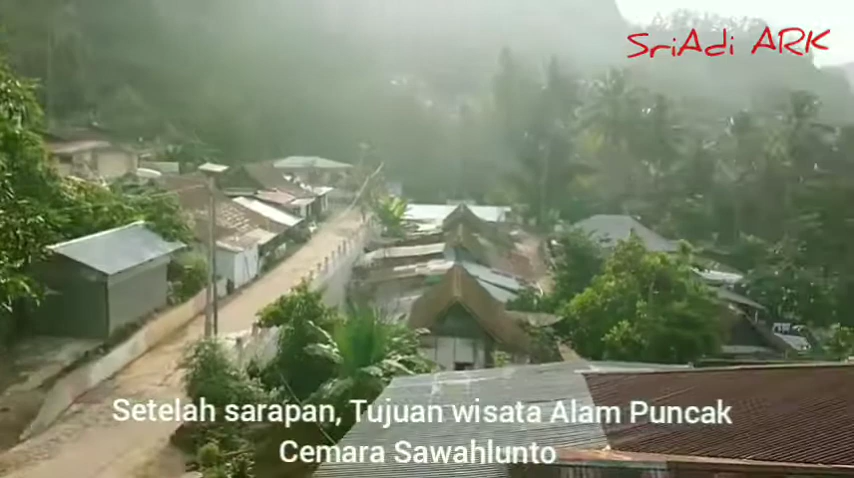 SriAdi ARK
Setelah sarapan, Tujuan wisata Alam Puncak
Cemara Sawahlunto